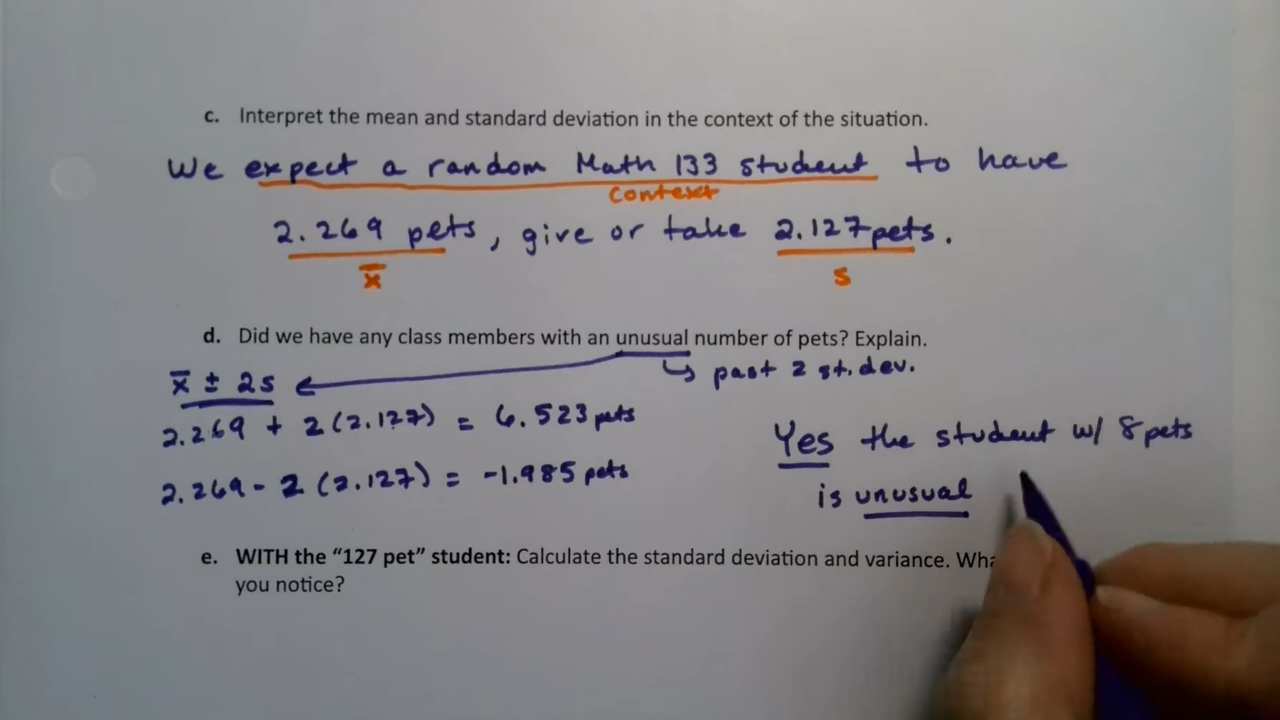 c. Interpret the mean and standard deviation in the context of the situation.
We expect a random Math 133 student to have
context
2.269 pets, give or take 2.127 pets.
x̅ s
d. Did we have any class members with an unusual number of pets? Explain.
x̅ ± 2s
↳ past 2 st. dev.
2.269 + 2(2.127) = 6.523 pets
2.269 - 2(2.127) = -1.985 pets
Yes the student w/ 8 pets
is unusual
e. WITH the “127 pet” student: Calculate the standard deviation and variance.
you notice?